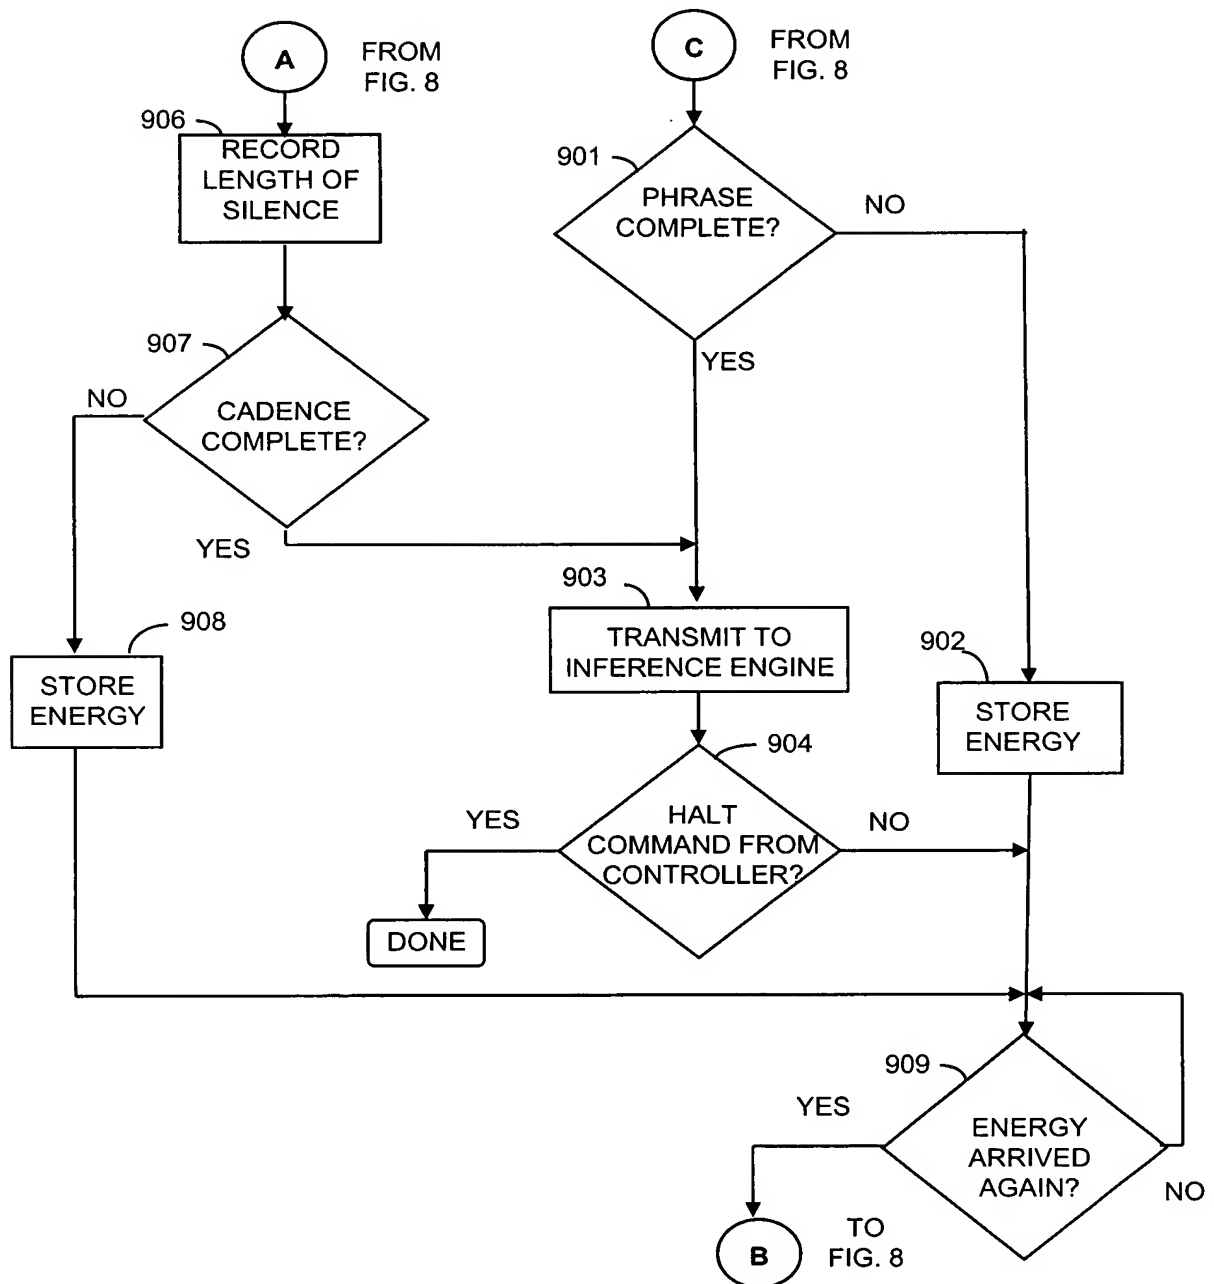 A
FROM
FIG. 8
C
FROM
FIG. 8
906
RECORD
LENGTH OF
SILENCE
901
PHRASE
COMPLETE?
NO
YES
907
NO
CADENCE
COMPLETE?
YES
903
TRANSMIT TO
INFERENCE ENGINE
908
STORE
ENERGY
902
STORE
ENERGY
904
YES
HALT
COMMAND FROM
CONTROLLER?
NO
DONE
909
YES
ENERGY
ARRIVED
AGAIN?
NO
B
TO
FIG. 8